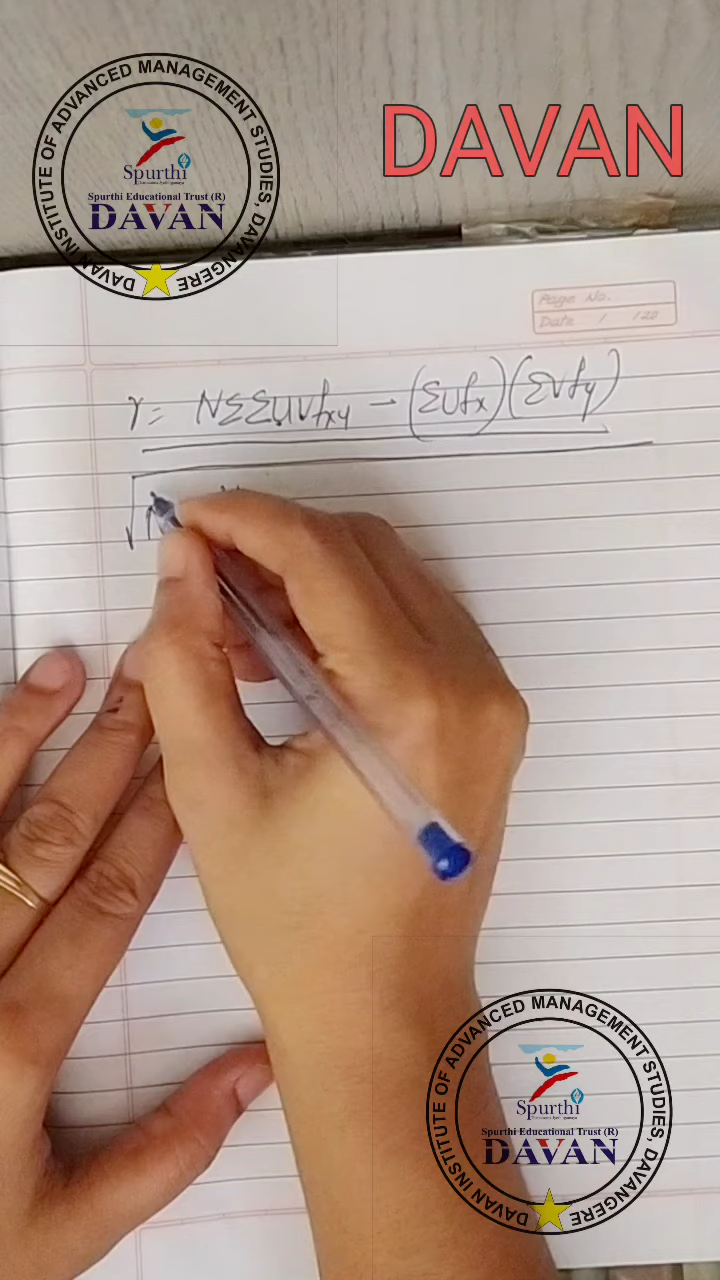 DAVAN INSTITUTE OF ADVANCED MANAGEMENT STUDIES, DAVANGERE
Spurthi
Spurthi Educational Trust (R)
DAVAN
DAVAN
Page No.
Date / /20
r = NΣΣUVfxy - (ΣUfx)(ΣVfy)
√
DAVAN INSTITUTE OF ADVANCED MANAGEMENT STUDIES, DAVANGERE
Spurthi
Spurthi Educational Trust (R)
DAVAN